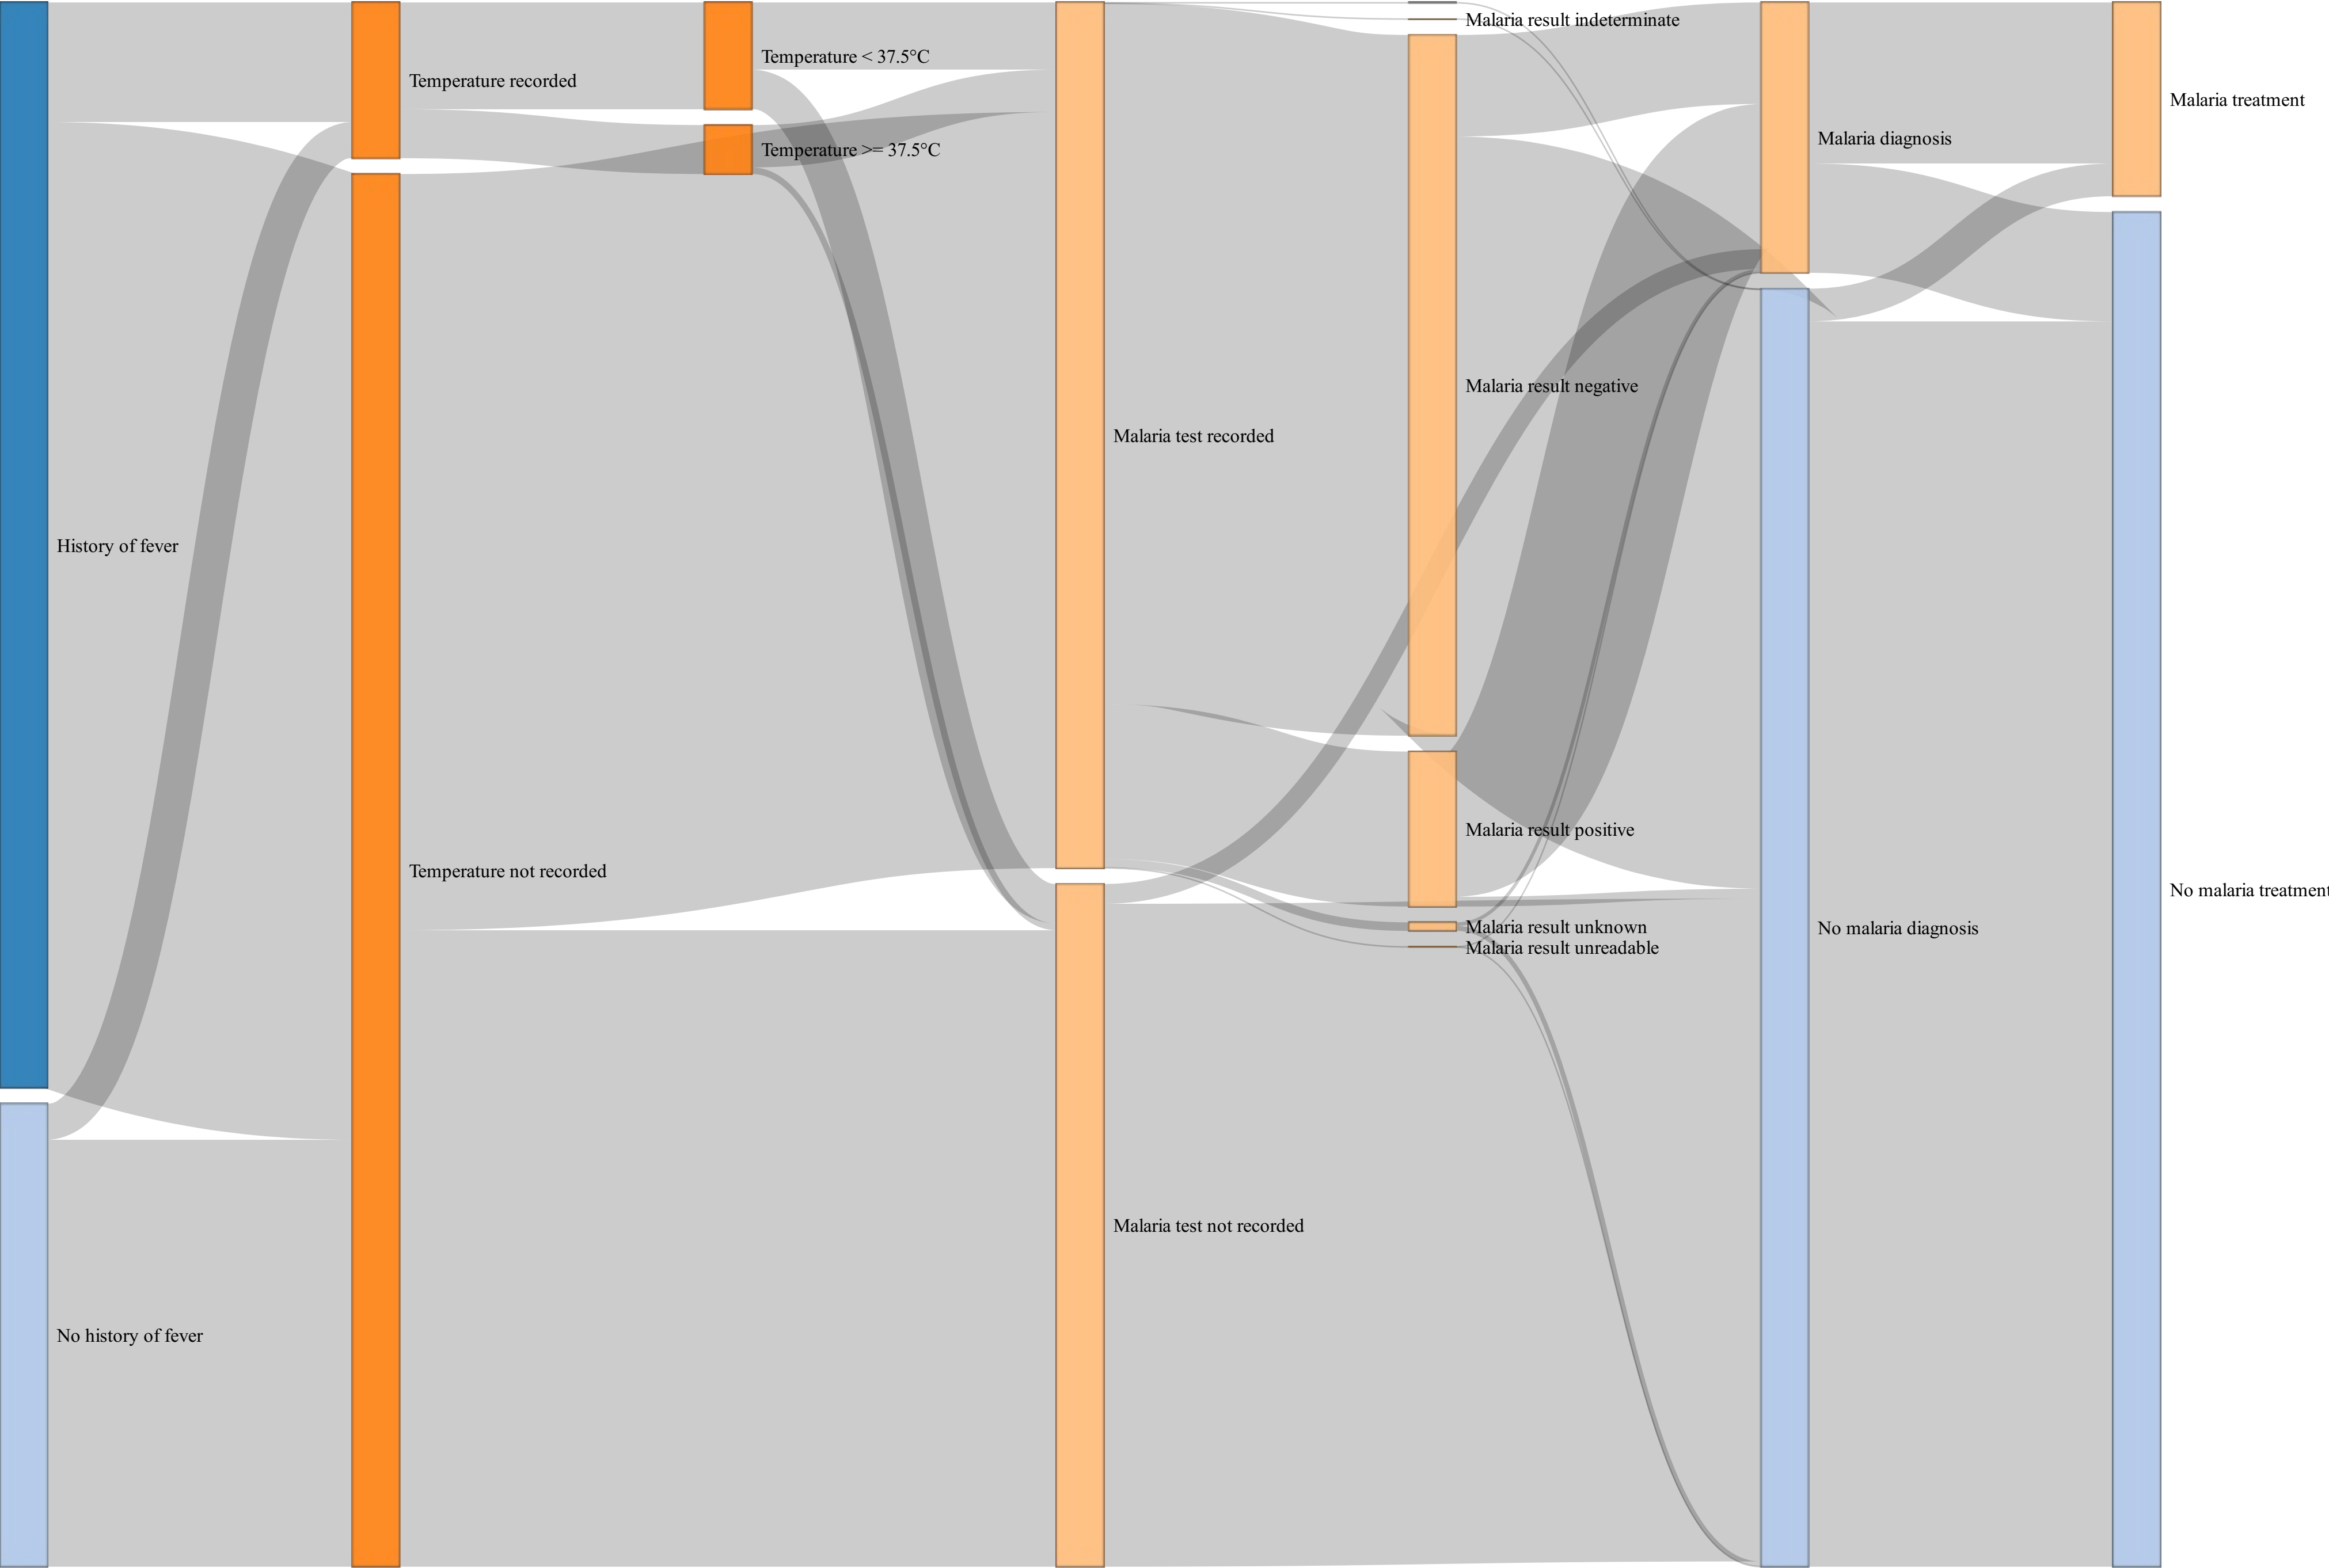 History of fever
No history of fever
Temperature recorded
Temperature not recorded
Temperature < 37.5°C
Temperature >= 37.5°C
Malaria test recorded
Malaria test not recorded
Malaria result indeterminate
Malaria result negative
Malaria result positive
Malaria result unknown
Malaria result unreadable
Malaria diagnosis
No malaria diagnosis
Malaria treatment
No malaria treatment